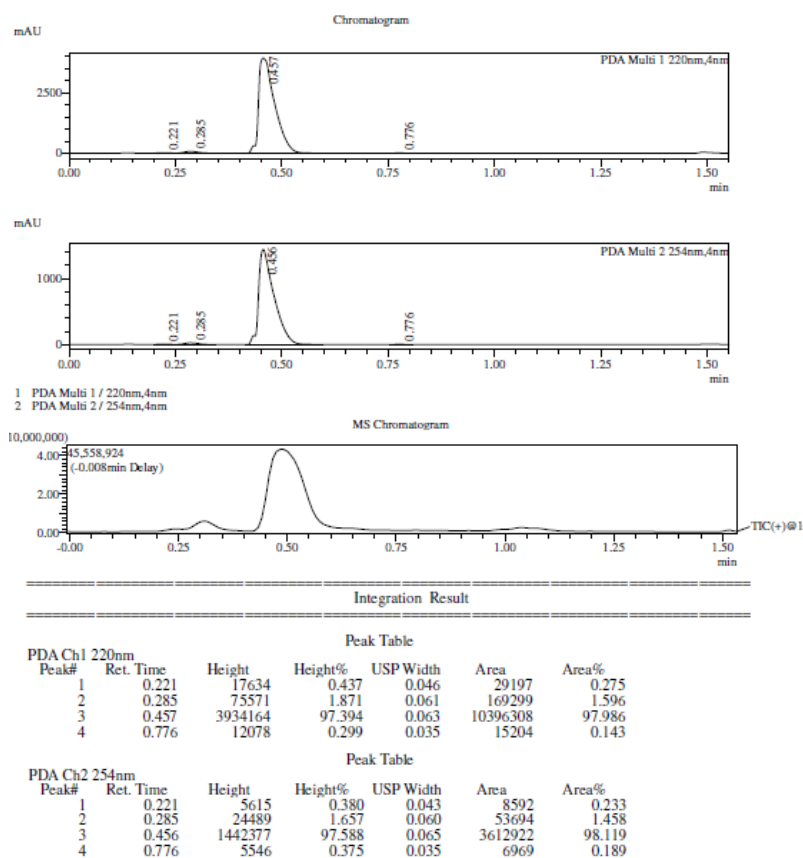 Chromatogram
mAU
PDA Multi 1 220nm,4nm
2500
0.221
0.285
0.457
0.776
0
0.00 0.25 0.50 0.75 1.00 1.25 1.50
min
mAU
PDA Multi 2 254nm,4nm
1000
0.221
0.285
0.456
0.776
0
0.00 0.25 0.50 0.75 1.00 1.25 1.50
min
1 PDA Multi 1 / 220nm,4nm
2 PDA Multi 2 / 254nm,4nm
MS Chromatogram
10,000,000)
4.00 45,558,924
(-0.008min Delay)
2.00
0.00 TIC(+)@1
-0.00 0.25 0.50 0.75 1.00 1.25 1.50
min
Integration Result
Peak Table
PDA Ch1 220nm
Peak# Ret. Time Height Height% USP Width Area Area%
1 0.221 17634 0.437 0.046 29197 0.275
2 0.285 75571 1.871 0.061 169299 1.596
3 0.457 3934164 97.394 0.063 10396308 97.986
4 0.776 12078 0.299 0.035 15204 0.143
Peak Table
PDA Ch2 254nm
Peak# Ret. Time Height Height% USP Width Area Area%
1 0.221 5615 0.380 0.043 8592 0.233
2 0.285 24489 1.657 0.060 53694 1.458
3 0.456 1442377 97.588 0.065 3612922 98.119
4 0.776 5546 0.375 0.035 6969 0.189